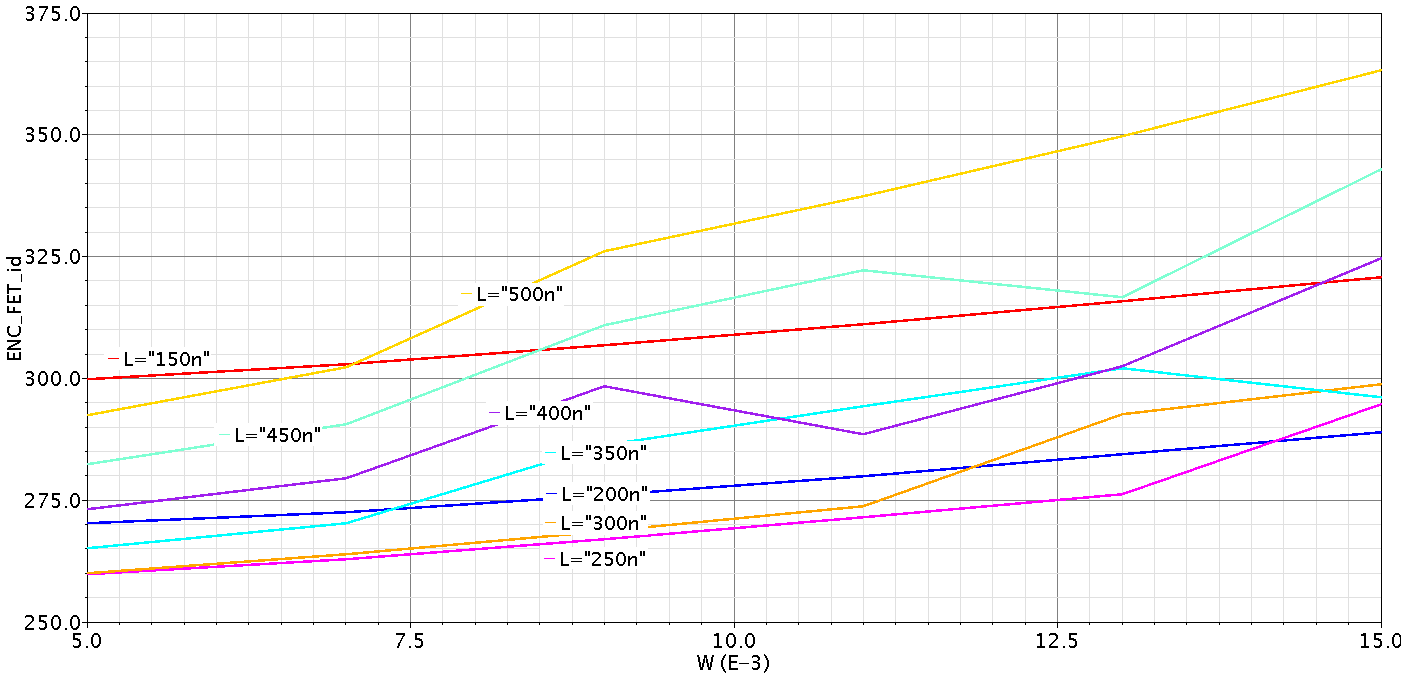 375.0
350.0
325.0
300.0
275.0
250.0
ENC_FET_id
L="500n"
L="150n"
L="400n"
L="450n"
L="350n"
L="200n"
L="300n"
L="250n"
5.0 7.5 10.0 12.5 15.0
W (E−3)